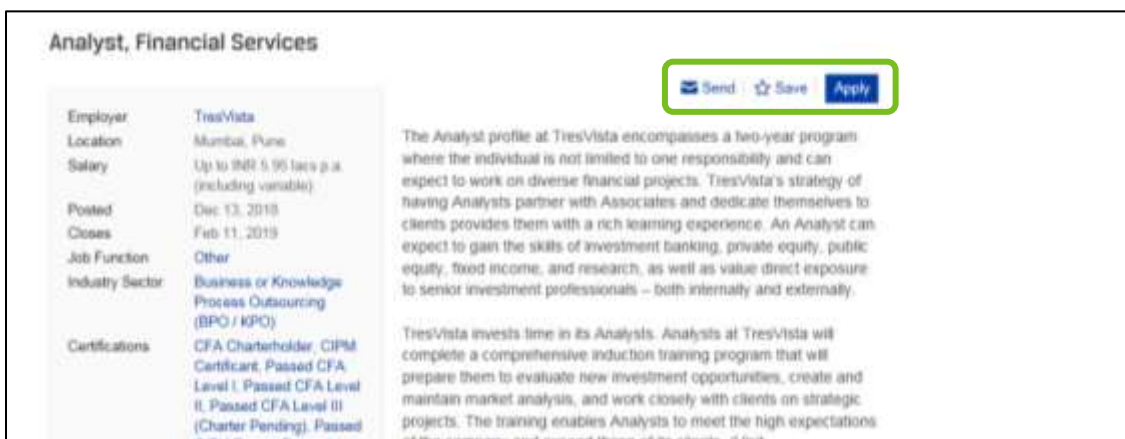 Analyst, Financial Services
Send
Save
Apply
Employer TresVista
Location Mumbai, Pune
Salary Up to INR 5.95 lacs p.a.
(including variable)
Posted Dec 13, 2018
Closes Feb 11, 2019
Job Function Other
Industry Sector Business or Knowledge
Process Outsourcing
(BPO / KPO)
Certifications CFA Charterholder, CIPM
Certificant, Passed CFA
Level I, Passed CFA Level
II, Passed CFA Level III
(Charter Pending), Passed
The Analyst profile at TresVista encompasses a two-year program
where the individual is not limited to one responsibility and can
expect to work on diverse financial projects. TresVista's strategy of
having Analysts partner with Associates and dedicate themselves to
clients provides them with a rich learning experience. An Analyst can
expect to gain the skills of investment banking, private equity, public
equity, fixed income, and research, as well as value direct exposure
to senior investment professionals – both internally and externally.
TresVista invests time in its Analysts. Analysts at TresVista will
complete a comprehensive induction training program that will
prepare them to evaluate new investment opportunities, create and
maintain market analysis, and work closely with clients on strategic
projects. The training enables Analysts to meet the high expectations